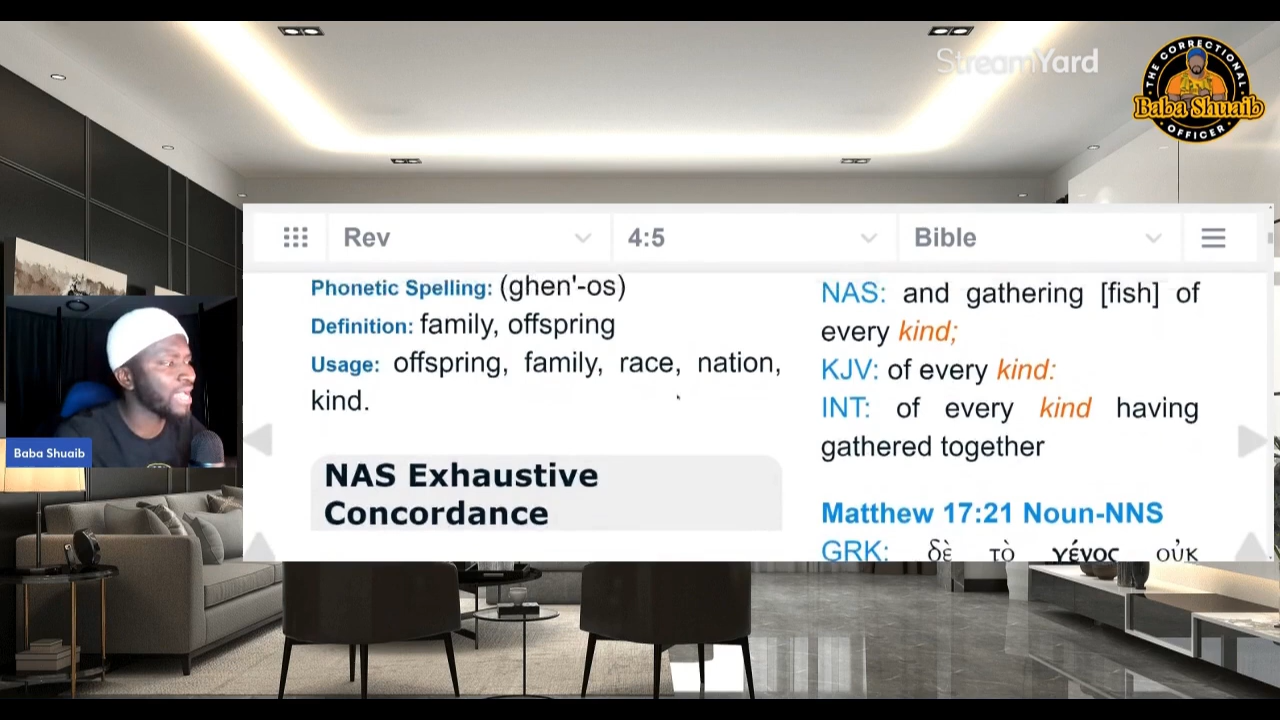 StreamYard
THE CORRECTIONAL
Baba Shuaib
OFFICER
Rev
4:5
Bible
Phonetic Spelling: (ghen'-os)
Definition: family, offspring
Usage: offspring, family, race, nation,
kind.
NAS Exhaustive
Concordance
NAS: and gathering [fish] of
every kind;
KJV: of every kind:
INT: of every kind having
gathered together
Matthew 17:21 Noun-NNS
GRK: δὲ τὸ γένος οὐκ
Baba Shuaib